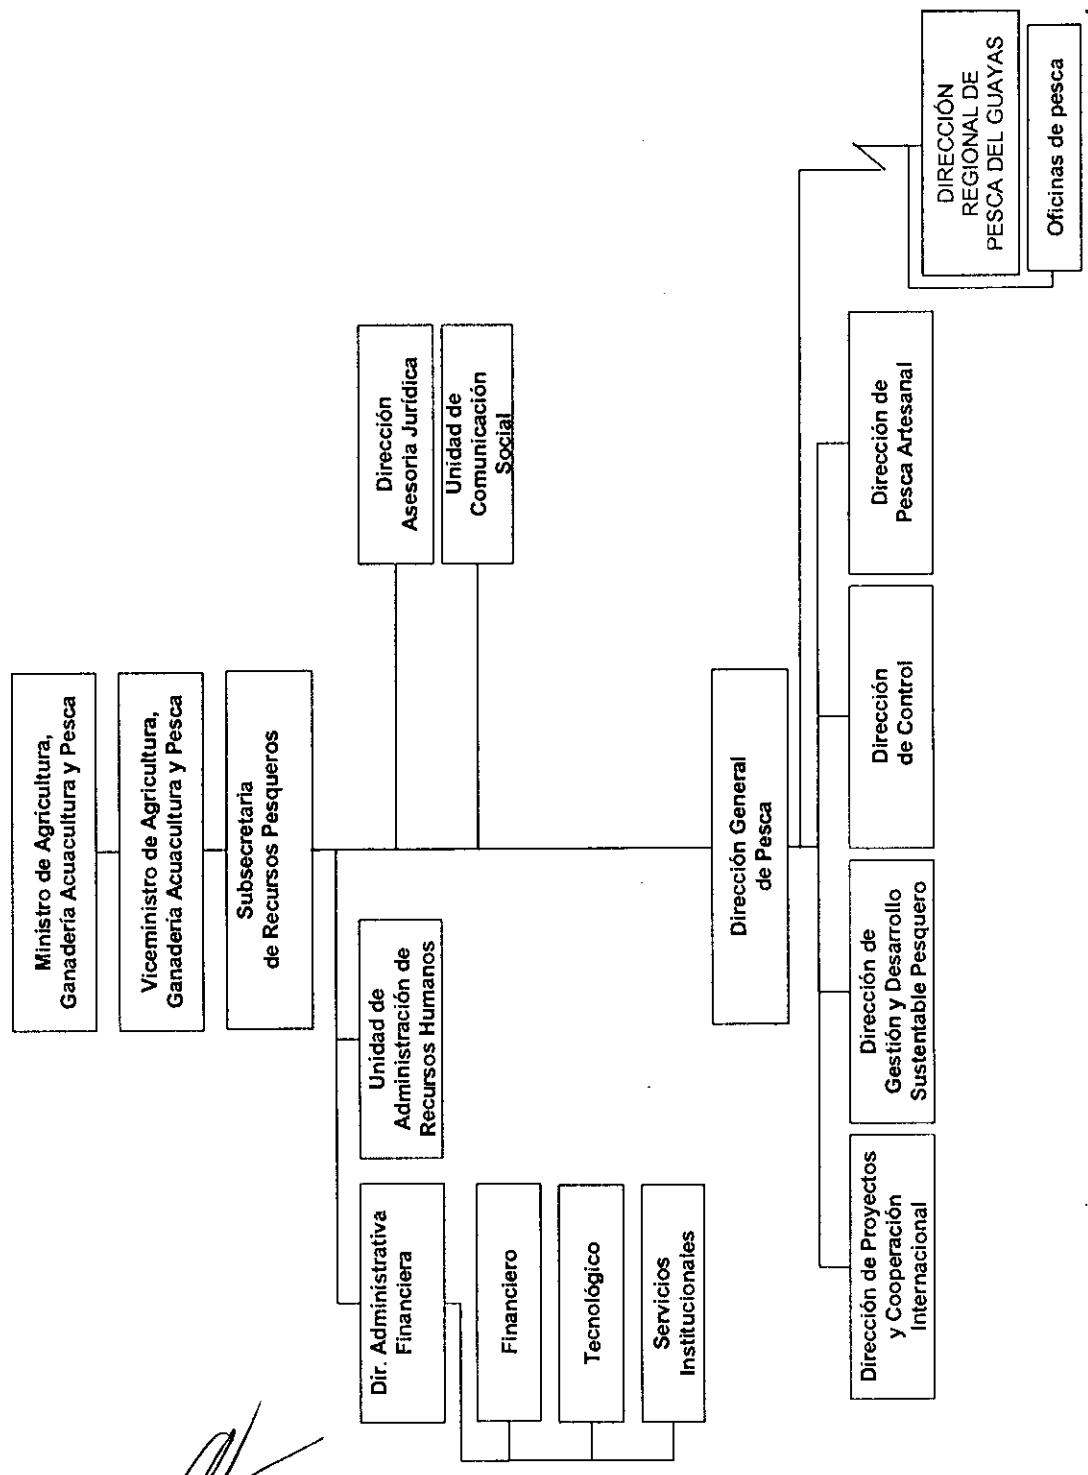 Ministro de Agricultura,
Ganadería Acuacultura y Pesca
Viceministro de Agricultura,
Ganadería Acuacultura y Pesca
Subsecretaria
de Recursos Pesqueros
Dir. Administrativa
Financiera
Unidad de
Administración de
Recursos Humanos
Dirección
Asesoria Jurídica
Unidad de
Comunicación
Social
Financiero
Tecnológico
Servicios
Institucionales
Dirección General
de Pesca
Dirección de Proyectos
y Cooperación
Internacional
Dirección de
Gestión y Desarrollo
Sustentable Pesquero
Dirección
de Control
Dirección de
Pesca Artesanal
DIRECCIÓN
REGIONAL DE
PESCA DEL GUAYAS
Oficinas de pesca